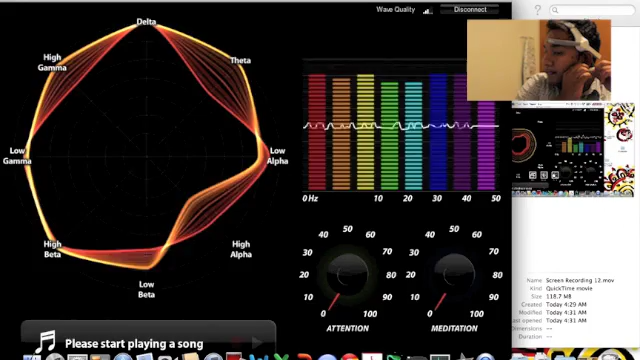 Wave Quality
Disconnect
?
Delta
Theta
Low
Alpha
High
Alpha
Low
Beta
High
Beta
Low
Gamma
High
Gamma
0 Hz 10 20 30 40 50
0 10 20 30 40 50 60 70 80 90 100
ATTENTION
0 10 20 30 40 50 60 70 80 90 100
MEDITATION
Please start playing a song
Name Screen Recording 12.mov
Kind QuickTime movie
Size 118.7 MB
Created Today 4:29 AM
Modified Today 4:31 AM
Last opened Today 4:31 AM
Dimensions --
Duration --